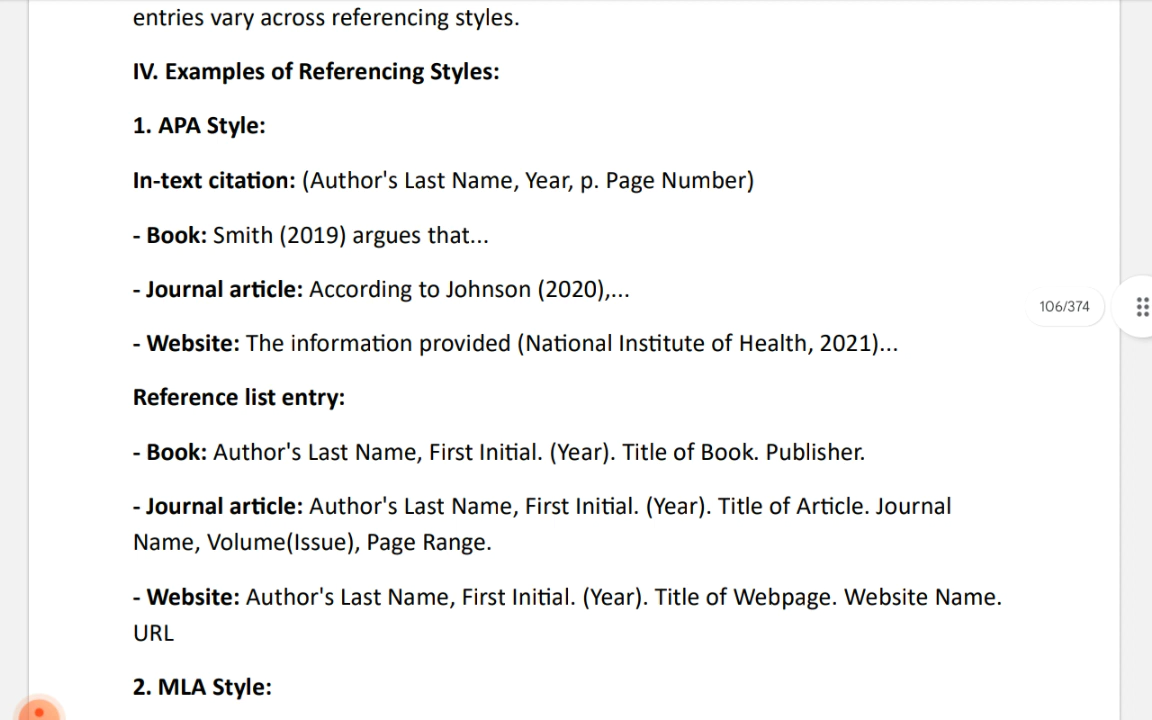 entries vary across referencing styles.
IV. Examples of Referencing Styles:
1. APA Style:
In-text citation: (Author's Last Name, Year, p. Page Number)
- Book: Smith (2019) argues that...
- Journal article: According to Johnson (2020),...
106/374
- Website: The information provided (National Institute of Health, 2021)...
Reference list entry:
- Book: Author's Last Name, First Initial. (Year). Title of Book. Publisher.
- Journal article: Author's Last Name, First Initial. (Year). Title of Article. Journal
Name, Volume(Issue), Page Range.
- Website: Author's Last Name, First Initial. (Year). Title of Webpage. Website Name.
URL
2. MLA Style: